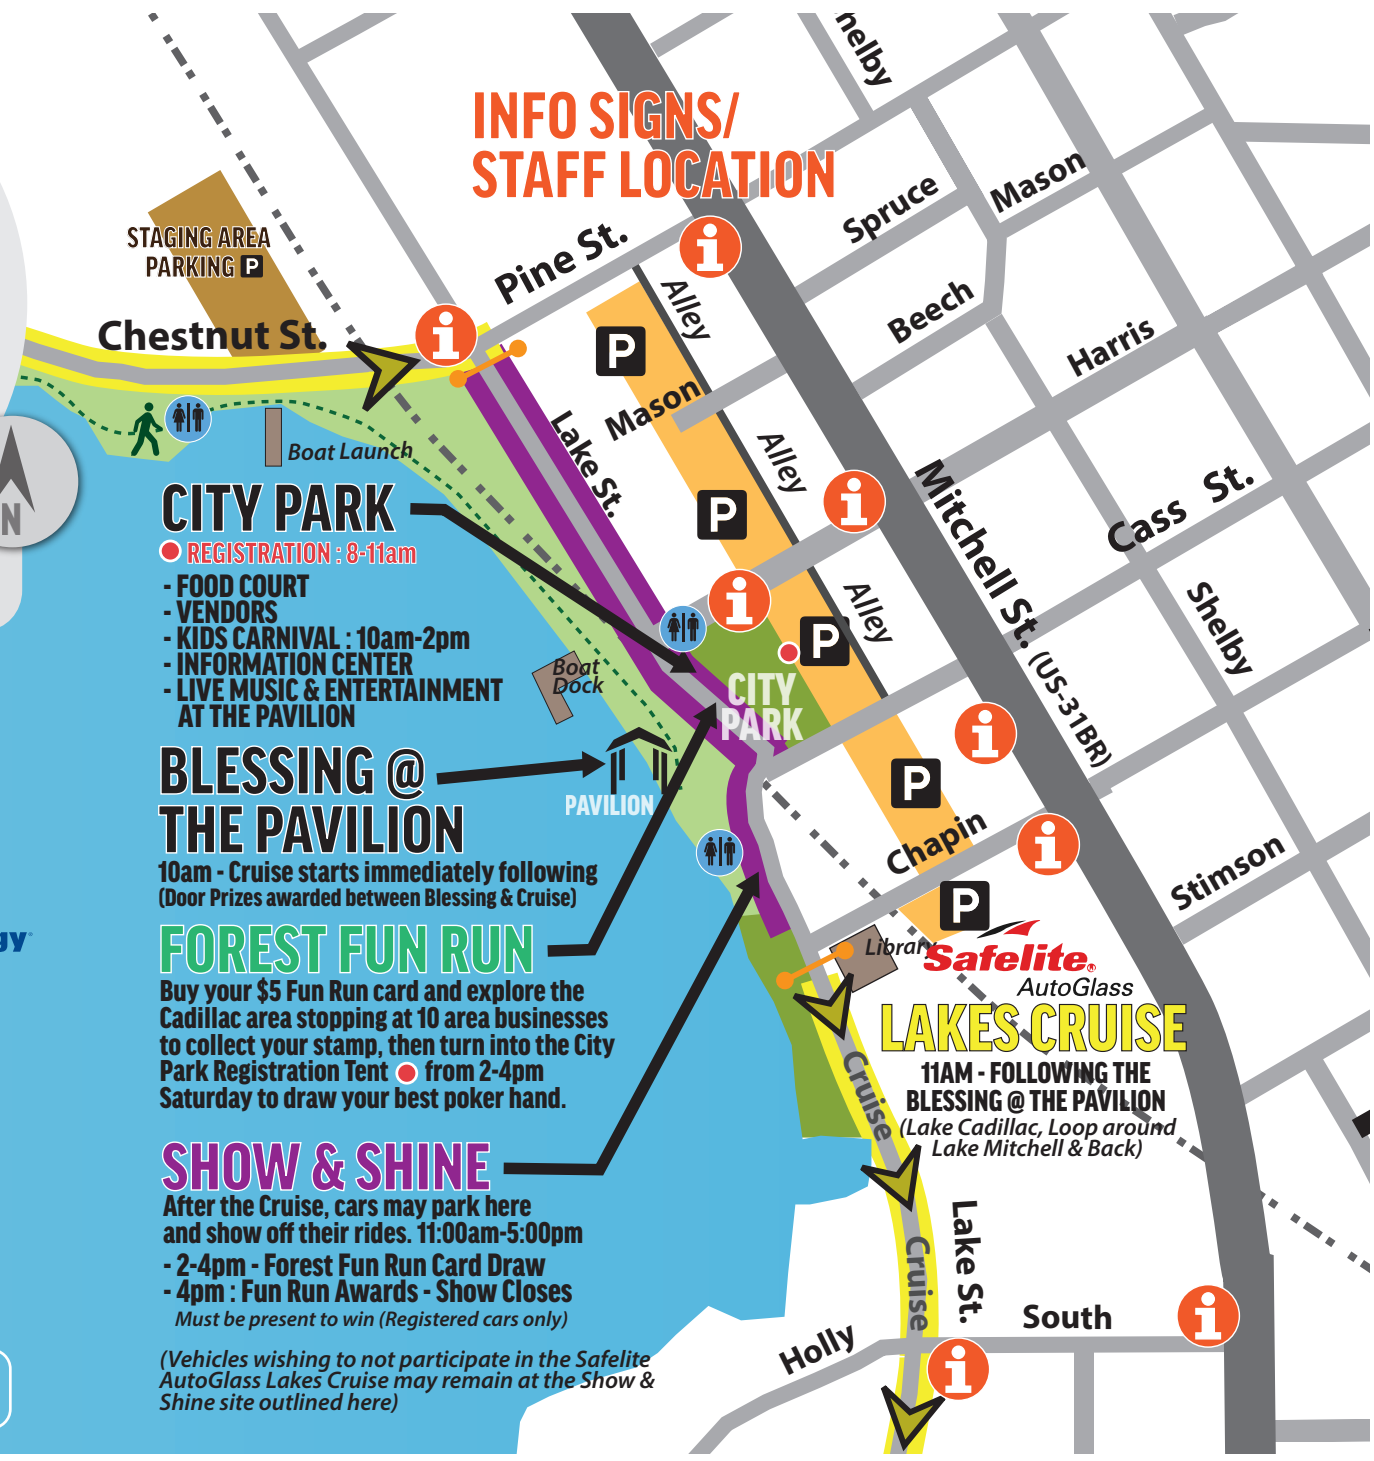 helby
INFO SIGNS/
STAFF LOCATION
Spruce
Mason
STAGING AREA
PARKING P
Pine St.
i
Alley
Beech
Harris
Chestnut St.
i
P
Mason
Lake St.
Alley
Boat Launch
Mitchell St. (US-31BR)
Cass St.
N
CITY PARK
REGISTRATION : 8-11am
- FOOD COURT
- VENDORS
- KIDS CARNIVAL : 10am-2pm
- INFORMATION CENTER
- LIVE MUSIC & ENTERTAINMENT
AT THE PAVILION
P
i
i
Alley
Shelby
P
Boat
Dock
CITY
PARK
i
BLESSING @
THE PAVILION
10am - Cruise starts immediately following
(Door Prizes awarded between Blessing & Cruise)
PAVILION
P
Chapin
i
Stimson
P
gy
FOREST FUN RUN
Buy your $5 Fun Run card and explore the
Cadillac area stopping at 10 area businesses
to collect your stamp, then turn into the City
Park Registration Tent from 2-4pm
Saturday to draw your best poker hand.
Library
Safelite®
AutoGlass
LAKES CRUISE
11AM - FOLLOWING THE
BLESSING @ THE PAVILION
(Lake Cadillac, Loop around
Lake Mitchell & Back)
Cruise
SHOW & SHINE
After the Cruise, cars may park here
and show off their rides. 11:00am-5:00pm
- 2-4pm - Forest Fun Run Card Draw
- 4pm : Fun Run Awards - Show Closes
Must be present to win (Registered cars only)
(Vehicles wishing to not participate in the Safelite
AutoGlass Lakes Cruise may remain at the Show &
Shine site outlined here)
Cruise
Lake St.
South
i
Holly
i